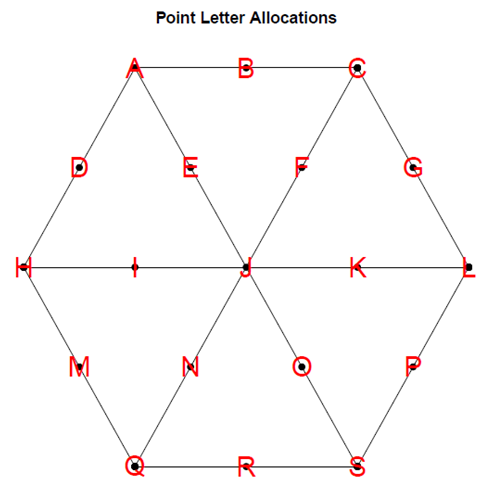 Point Letter Allocations
A B C
D E F G
H I J K L
M N O P
Q R S